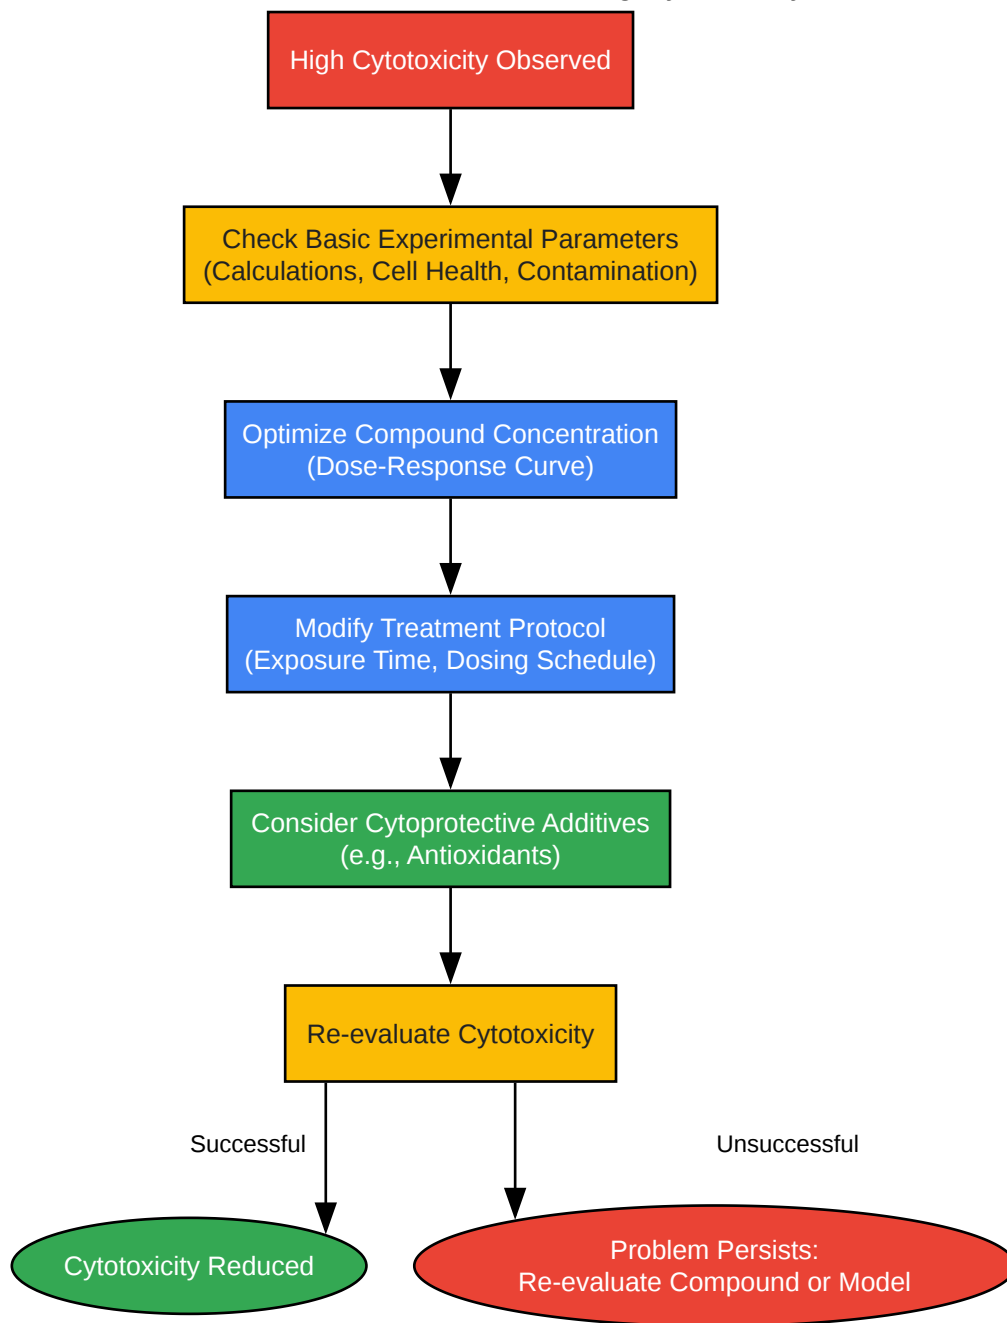 High Cytotoxicity Observed
Check Basic Experimental Parameters
(Calculations, Cell Health, Contamination)
Optimize Compound Concentration
(Dose-Response Curve)
Modify Treatment Protocol
(Exposure Time, Dosing Schedule)
Consider Cytoprotective Additives
(e.g., Antioxidants)
Re-evaluate Cytotoxicity
Successful
Unsuccessful
Cytotoxicity Reduced
Problem Persists:
Re-evaluate Compound or Model